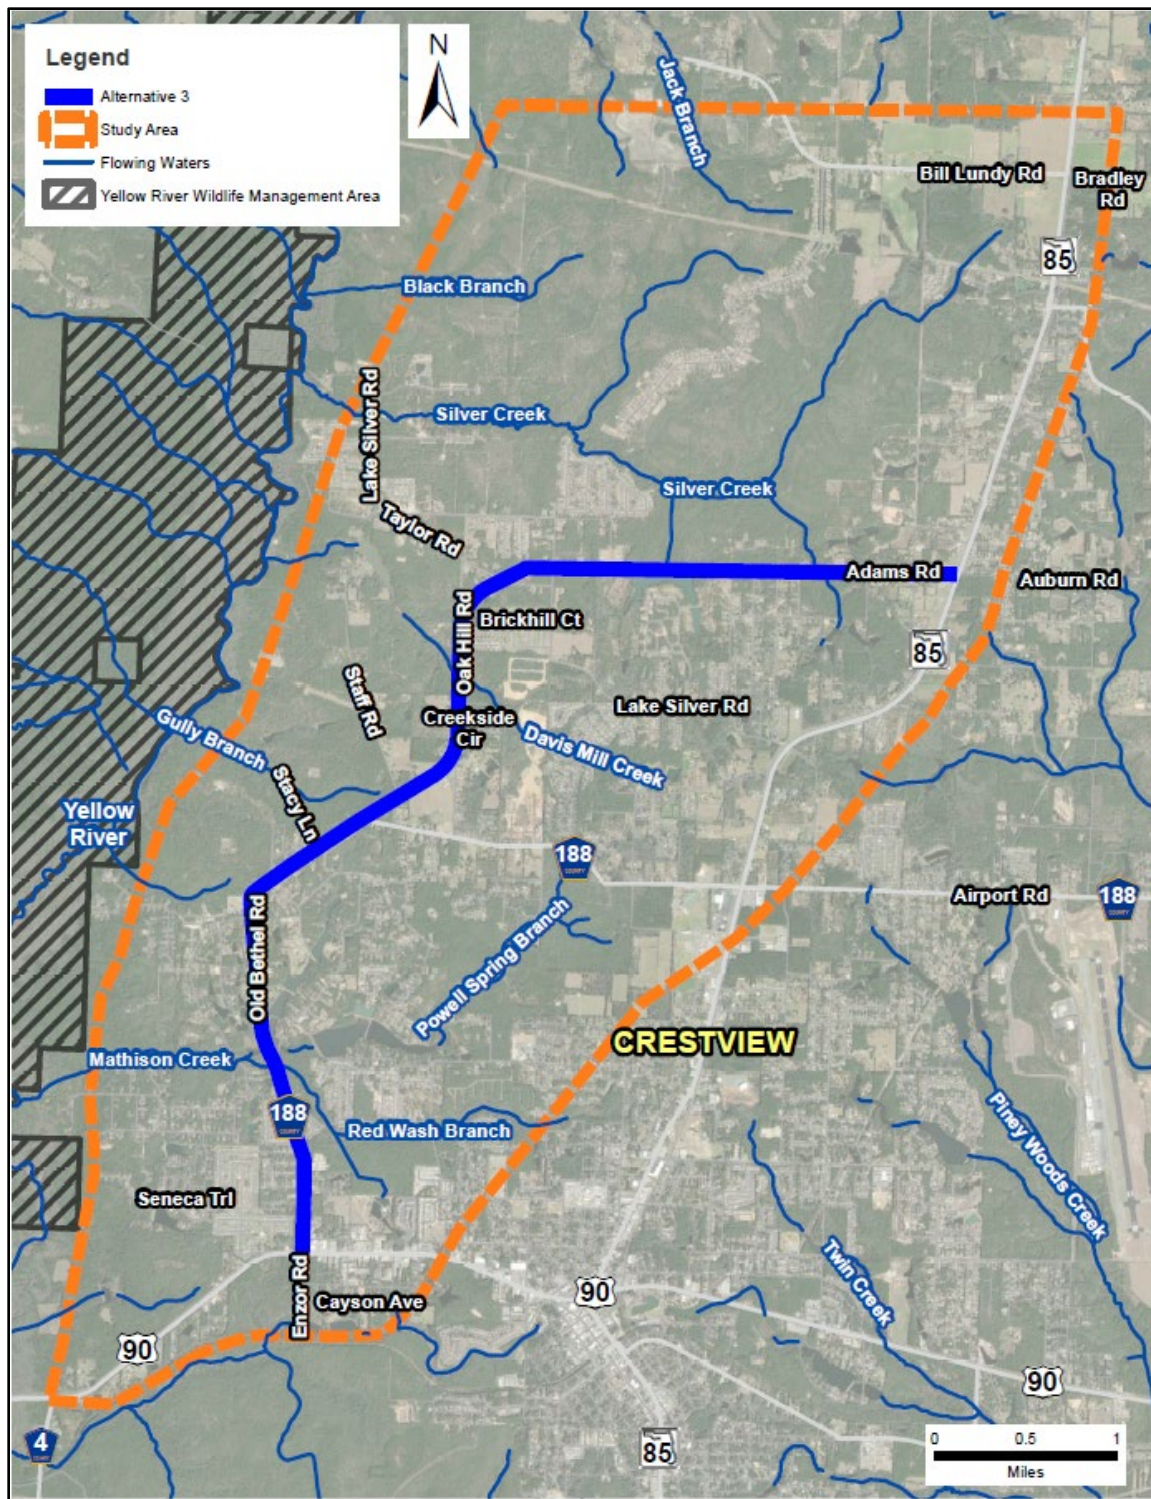 Legend
Alternative 3
Study Area
Flowing Waters
Yellow River Wildlife Management Area
N
Jack Branch
Bill Lundy Rd
Bradley
Rd
85
Black Branch
Lake Silver Rd
Silver Creek
Silver Creek
Taylor Rd
Adams Rd
Auburn Rd
Oak Hill Rd
Brickhill Ct
85
Staff Rd
Lake Silver Rd
Creekside
Cir
Gully Branch
Davis Mill Creek
Stacy Ln
Yellow
River
188
COUNTY
Airport Rd
188
COUNTY
Old Bethel Rd
Powell Spring Branch
CRESTVIEW
Mathison Creek
188
COUNTY
Red Wash Branch
Piney Woods Creek
Seneca Trl
Twin Creek
Enzor Rd
90
Cayson Ave
90
90
4
COUNTY
85
0 0.5 1
Miles